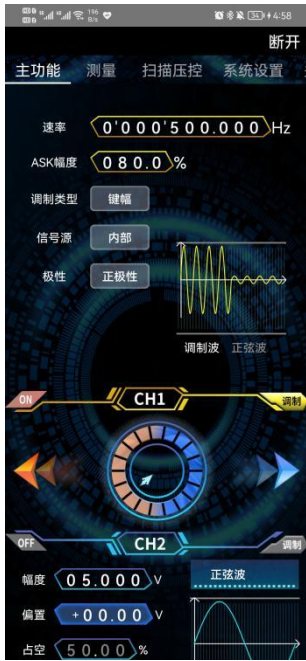 196 B/s 34 4:58
断开
主功能 测量 扫描压控 系统设置
速率 0'000'500.000 Hz
ASK幅度 080.0 %
调制类型 键幅
信号源 内部
极性 正极性
调制波 正弦波
ON CH1 调制
OFF CH2 调制
幅度 05.000 V
正弦波
偏置 +00.00 V
占空 50.00 %